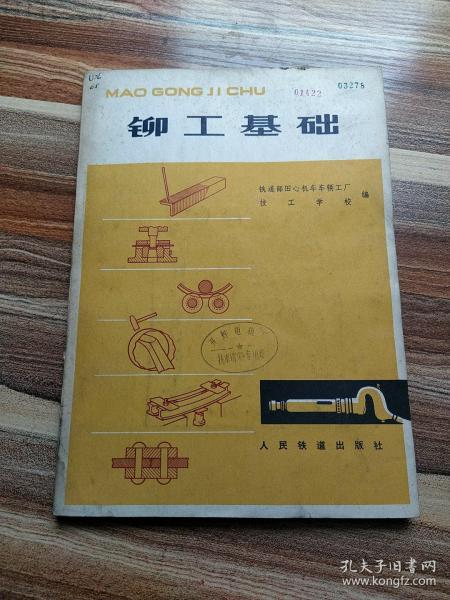 U26
MAO GONG JI CHU
01422
03278
铆工基础
铁道部田心机车车辆工厂
技工学校 编
人民铁道出版社
孔夫子旧书网
www.kongfz.com